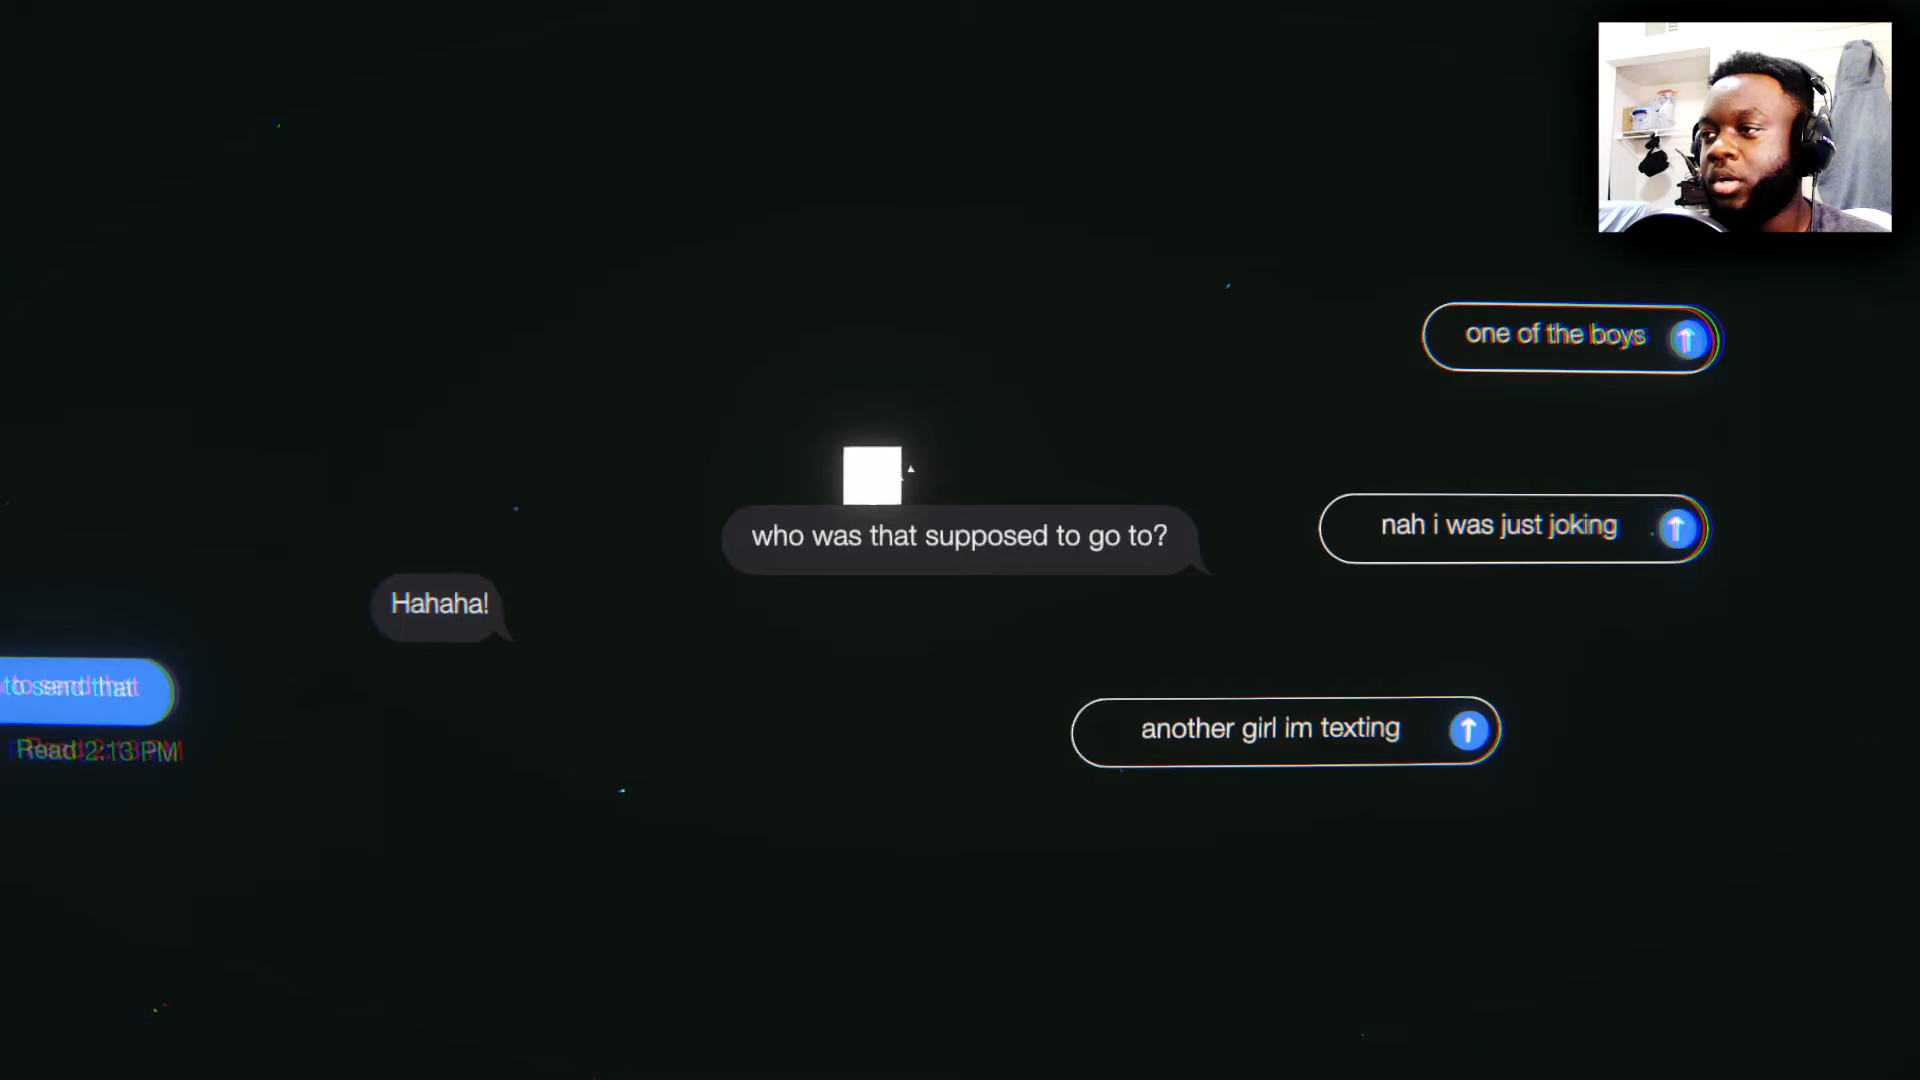 one of the boys
who was that supposed to go to?
nah i was just joking
Hahaha!
to send that
Read 2:13 PM
another girl im texting